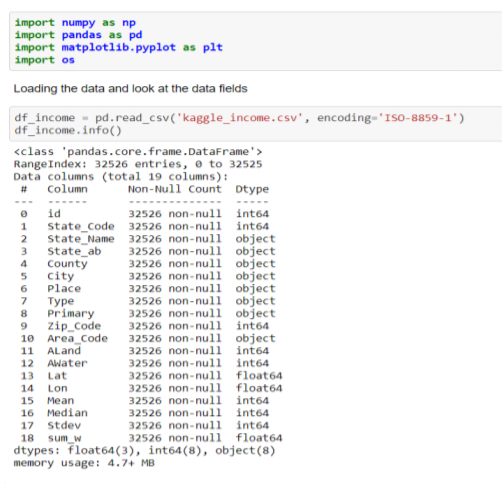 import numpy as np
import pandas as pd
import matplotlib.pyplot as plt
import os
Loading the data and look at the data fields
df_income = pd.read_csv('kaggle_income.csv', encoding='ISO-8859-1')
df_income.info()
<class 'pandas.core.frame.DataFrame'>
RangeIndex: 32526 entries, 0 to 32525
Data columns (total 19 columns):
 #   Column      Non-Null Count  Dtype
---  ------      --------------  -----
 0   id          32526 non-null  int64
 1   State_Code  32526 non-null  int64
 2   State_Name  32526 non-null  object
 3   State_ab    32526 non-null  object
 4   County      32526 non-null  object
 5   City        32526 non-null  object
 6   Place       32526 non-null  object
 7   Type        32526 non-null  object
 8   Primary     32526 non-null  object
 9   Zip_Code    32526 non-null  int64
 10  Area_Code   32526 non-null  object
 11  ALand       32526 non-null  int64
 12  AWater      32526 non-null  int64
 13  Lat         32526 non-null  float64
 14  Lon         32526 non-null  float64
 15  Mean        32526 non-null  int64
 16  Median      32526 non-null  int64
 17  Stdev       32526 non-null  int64
 18  sum_w       32526 non-null  float64
dtypes: float64(3), int64(8), object(8)
memory usage: 4.7+ MB